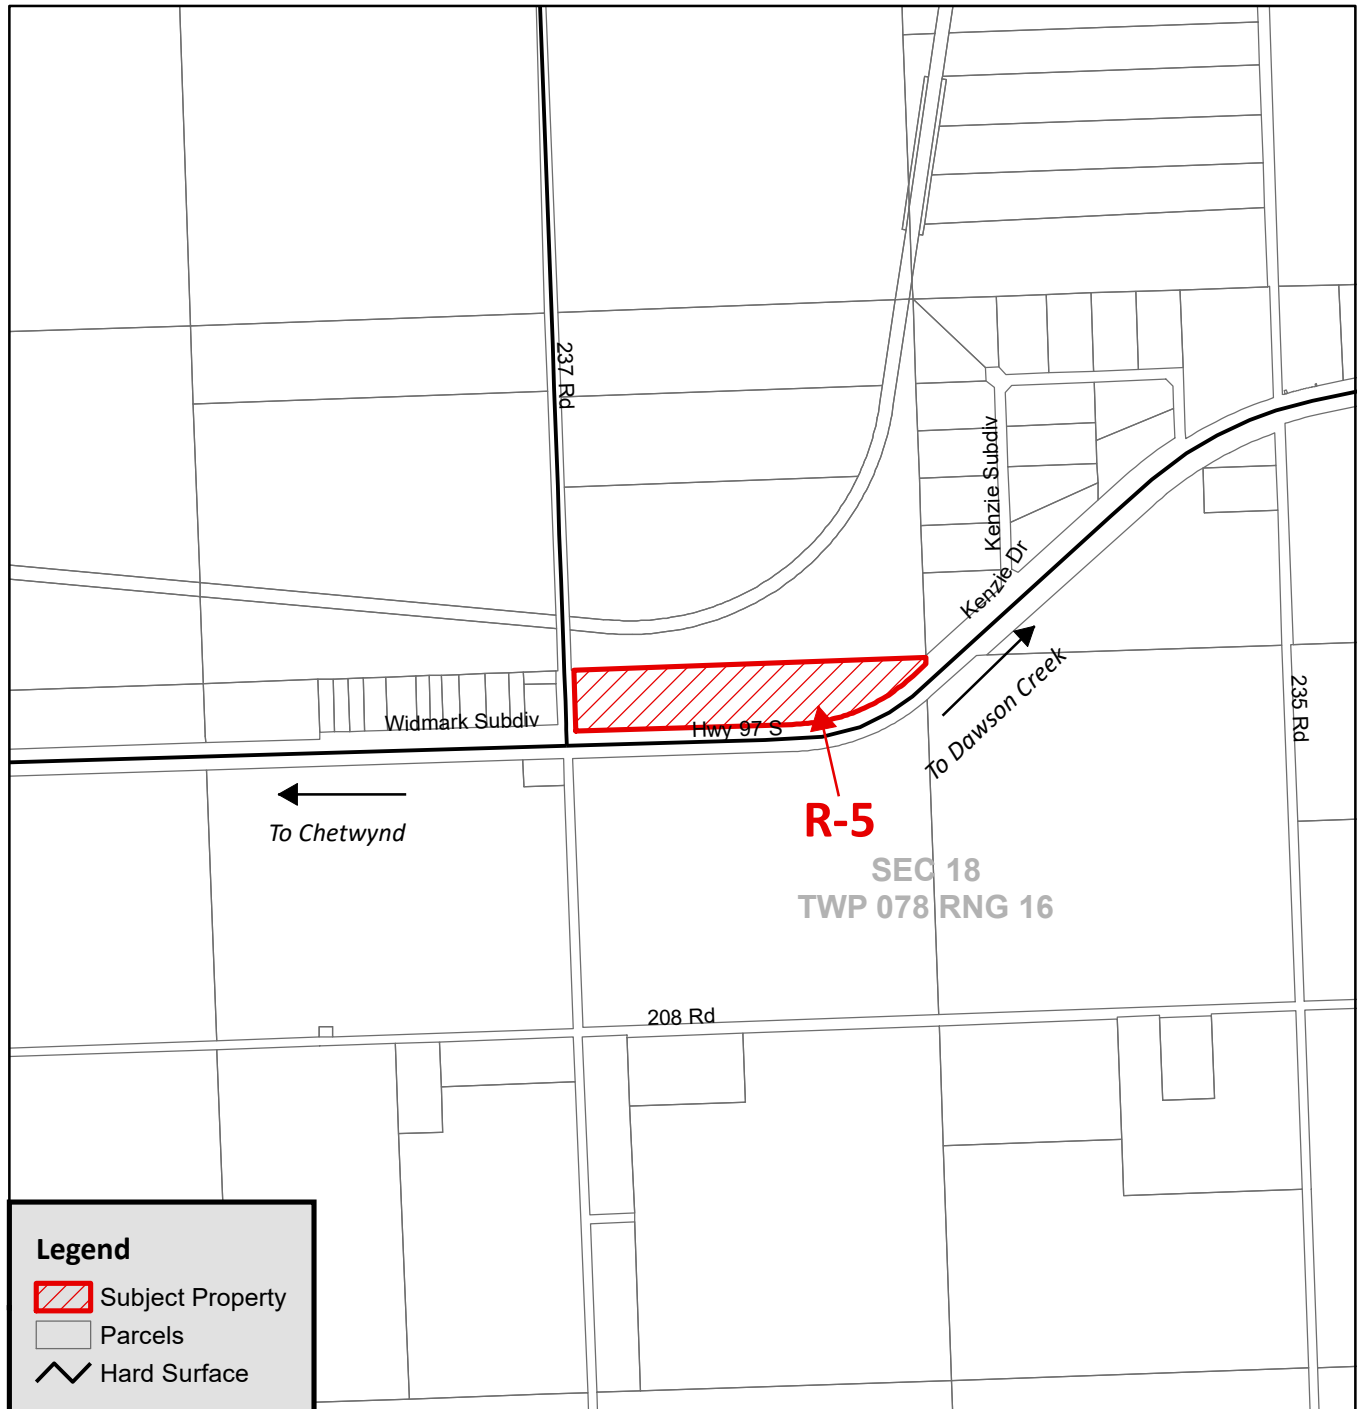 237 Rd
Kenzie Subdiv
Kenzie Dr
To Dawson Creek
235 Rd
Widmark Subdiv
Hwy 97 S
To Chetwynd
R-5
SEC 18
TWP 078 RNG 16
208 Rd
Legend
Subject Property
Parcels
Hard Surface